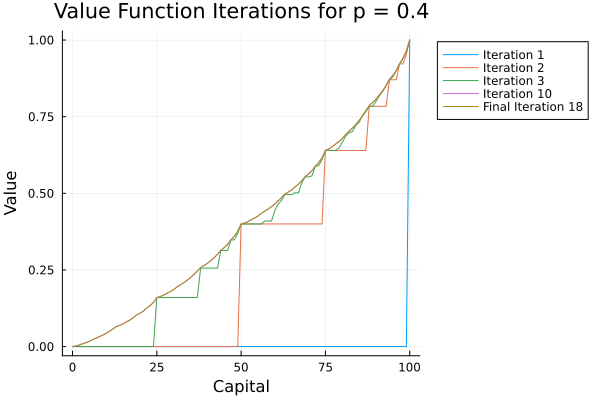 Value Function Iterations for p = 0.4
1.00
0.75
0.50
0.25
0.00
Value
0
25
50
75
100
Capital
Iteration 1
Iteration 2
Iteration 3
Iteration 10
Final Iteration 18